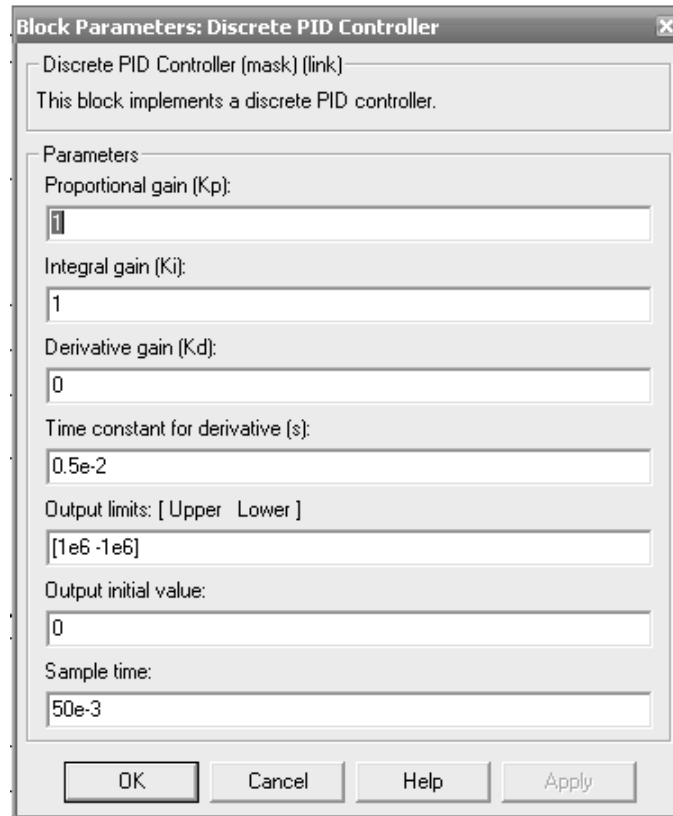 Block Parameters: Discrete PID Controller
Discrete PID Controller (mask) (link)
This block implements a discrete PID controller.
Parameters
Proportional gain (Kp):
1
Integral gain (Ki):
1
Derivative gain (Kd):
0
Time constant for derivative (s):
0.5e-2
Output limits: [ Upper   Lower ]
[1e6 -1e6]
Output initial value:
0
Sample time:
50e-3
OK Cancel Help Apply